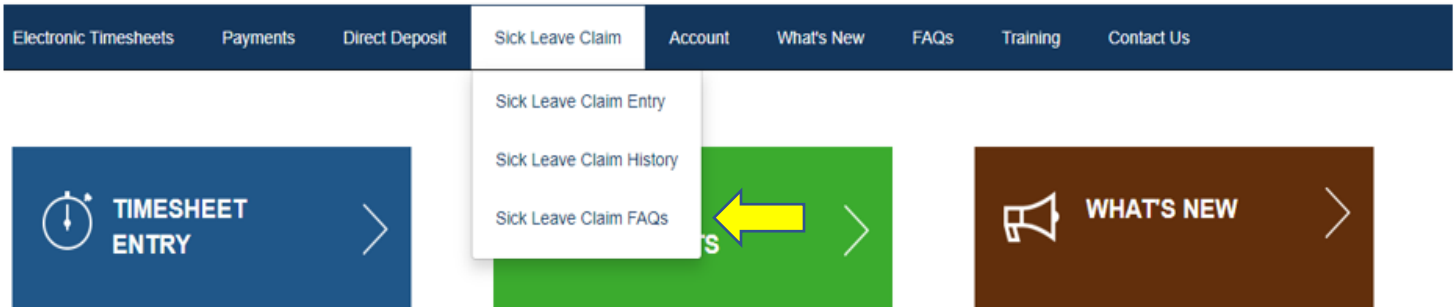 Electronic Timesheets Payments Direct Deposit Sick Leave Claim Account What's New FAQs Training Contact Us
Sick Leave Claim Entry
Sick Leave Claim History
Sick Leave Claim FAQs
TIMESHEET
ENTRY
WHAT'S NEW